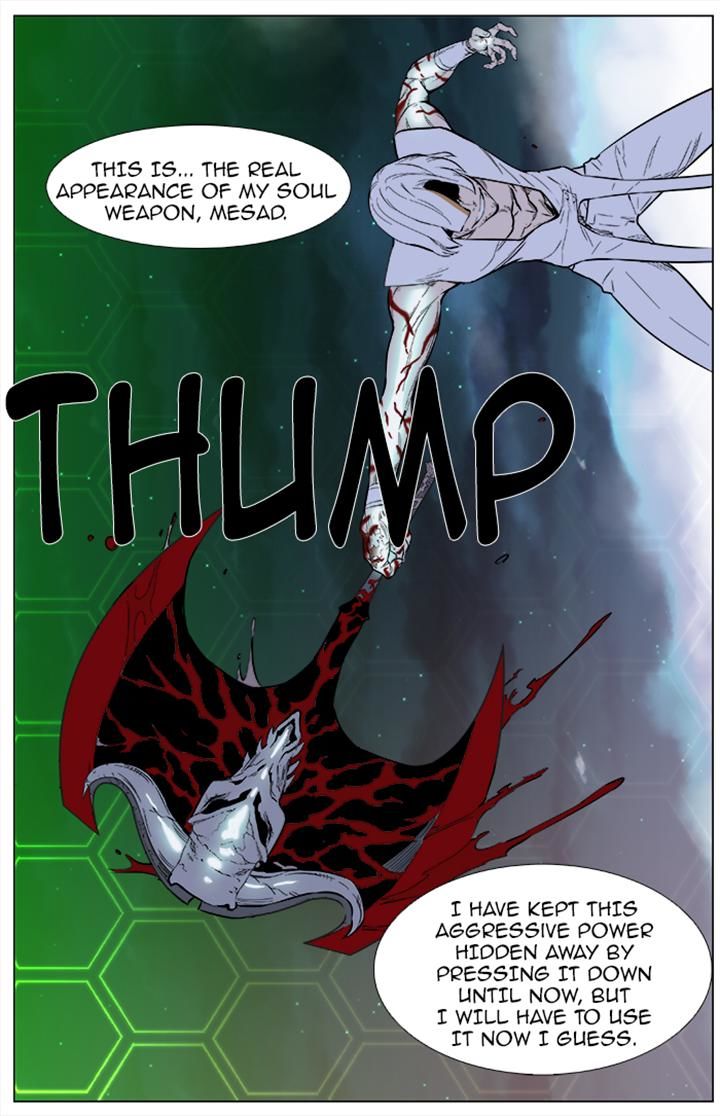 THIS IS... THE REAL
APPEARANCE OF MY SOUL
WEAPON, MESAD.
THUMP
I HAVE KEPT THIS
AGGRESSIVE POWER
HIDDEN AWAY BY
PRESSING IT DOWN
UNTIL NOW, BUT
I WILL HAVE TO USE
IT NOW I GUESS.